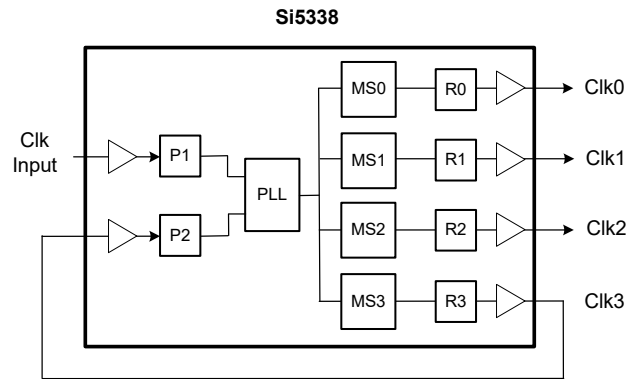 Si5338
MS0
R0
Clk0
Clk
Input
P1
MS1
R1
Clk1
PLL
P2
MS2
R2
Clk2
MS3
R3
Clk3